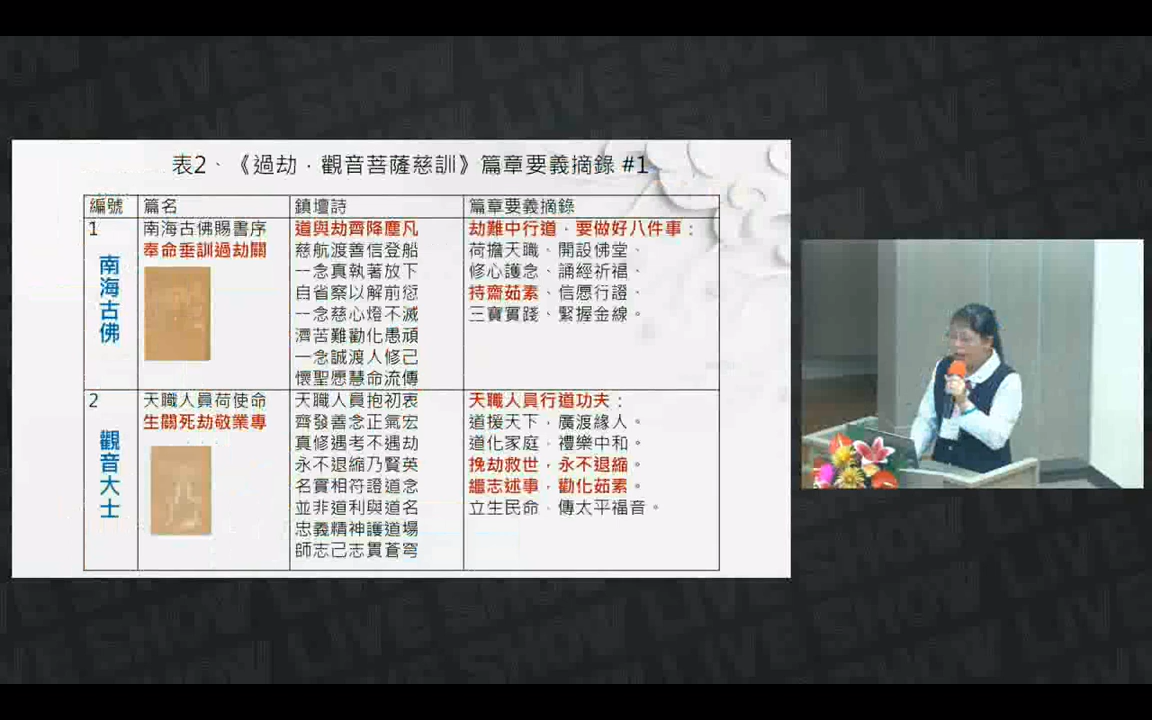 表2、《過劫．觀音菩薩慈訓》篇章要義摘錄 #1
編號 篇名 鎮壇詩 篇章要義摘錄
1
南海古佛
南海古佛賜書序
奉命垂訓過劫關
道與劫齊降塵凡
慈航渡善信登船
一念真執著放下
自省察以解前愆
一念慈心燈不滅
濟苦難勸化愚頑
一念誠渡人修己
懷聖愿慧命流傳
劫難中行道，要做好八件事：
荷擔天職、開設佛堂、
修心護念、誦經祈福、
持齋茹素、信愿行證、
三寶實踐、緊握金線。
2
觀音大士
天職人員荷使命
生關死劫敬業專
天職人員抱初衷
齊發善念正氣宏
真修遇考不遇劫
永不退縮乃賢英
名實相符證道念
並非道利與道名
忠義精神護道場
師志己志貫蒼穹
天職人員行道功夫：
道援天下，廣渡緣人。
道化家庭，禮樂中和。
挽劫救世，永不退縮。
繼志述事，勸化茹素。
立生民命、傳太平福音。
LIVE SHOW